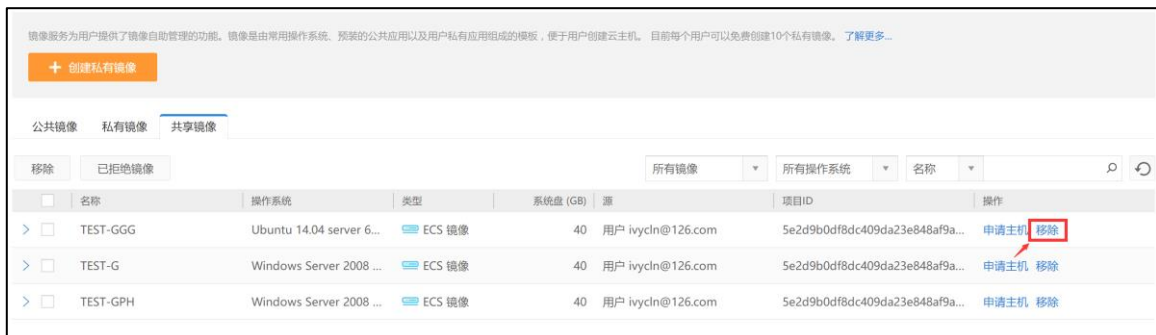 镜像服务为用户提供了镜像自助管理的功能。镜像是由常用操作系统、预装的公共应用以及用户私有应用组成的模板，便于用户创建云主机。 目前每个用户可以免费创建10个私有镜像。 了解更多...
+ 创建私有镜像
公共镜像 私有镜像 共享镜像
移除 已拒绝镜像 所有镜像 所有操作系统 名称
名称 操作系统 类型 系统盘 (GB) 源 项目ID 操作
TEST-GGG Ubuntu 14.04 server 6... ECS 镜像 40 用户 ivycln@126.com 5e2d9b0df8dc409da23e848af9a... 申请主机 移除
TEST-G Windows Server 2008 ... ECS 镜像 40 用户 ivycln@126.com 5e2d9b0df8dc409da23e848af9a... 申请主机 移除
TEST-GPH Windows Server 2008 ... ECS 镜像 40 用户 ivycln@126.com 5e2d9b0df8dc409da23e848af9a... 申请主机 移除